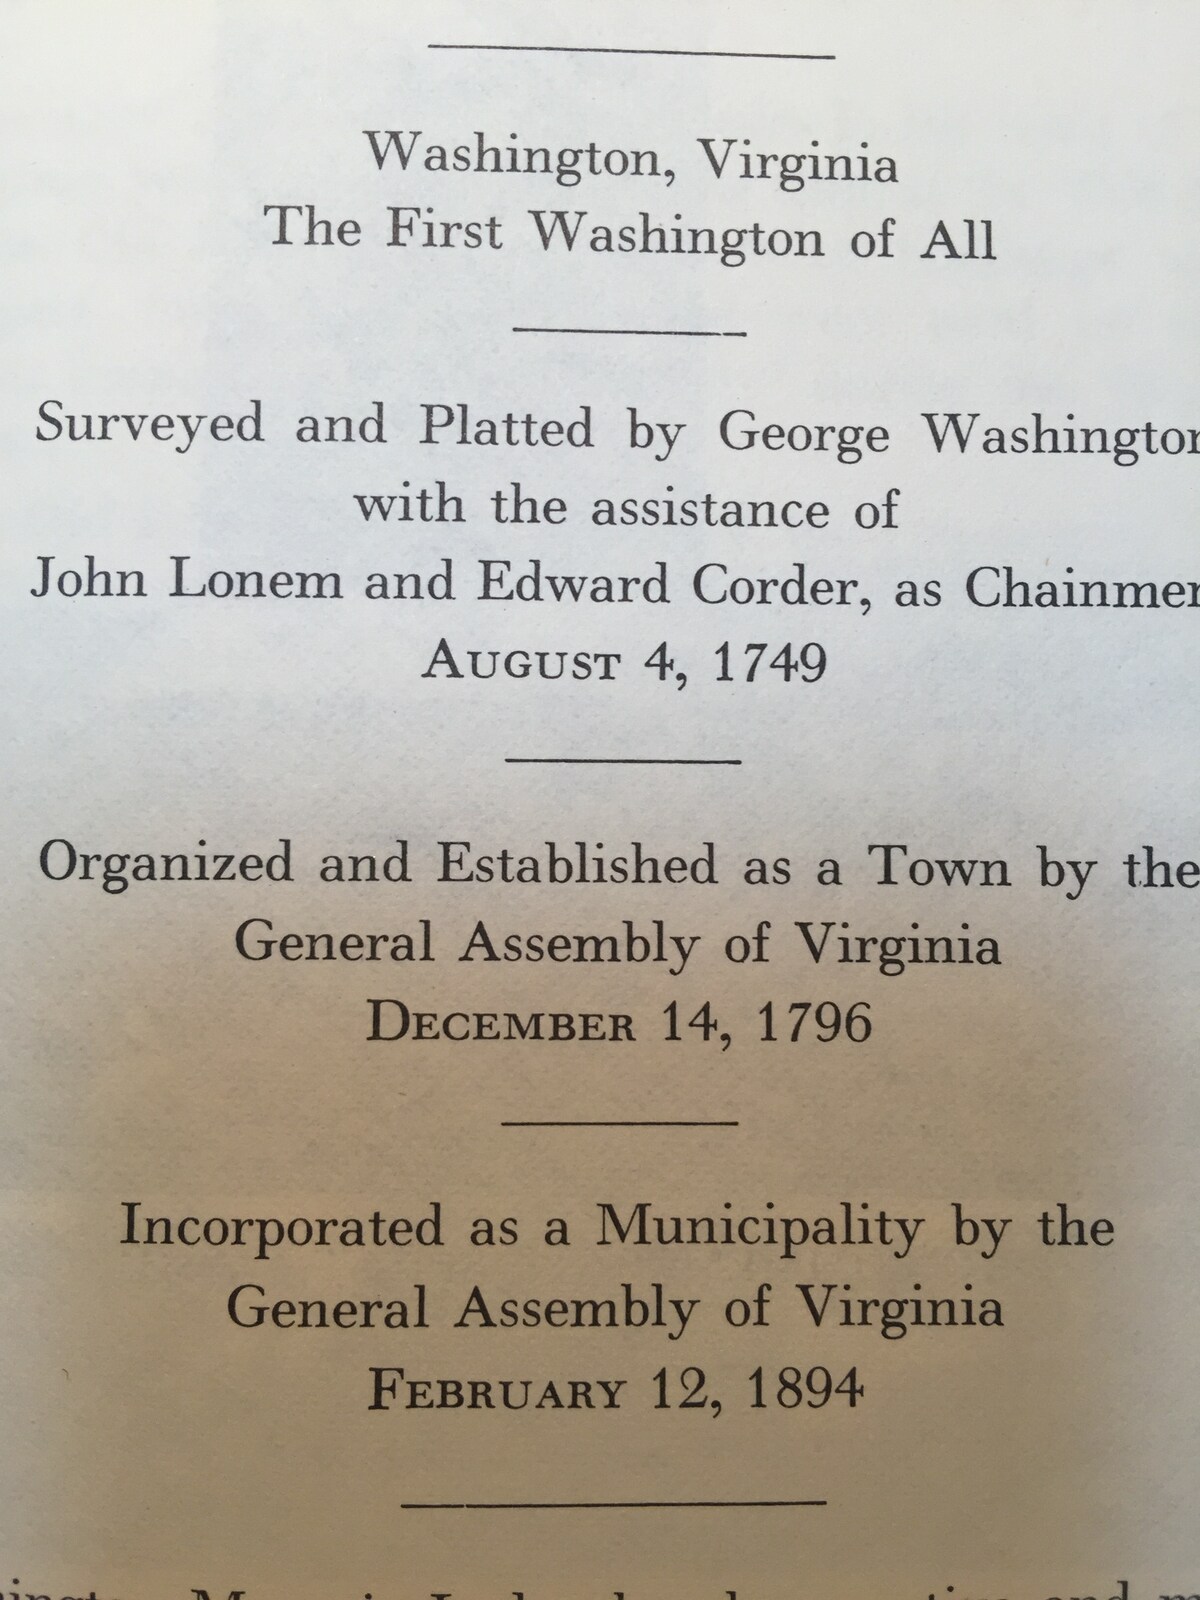 Washington, Virginia
The First Washington of All
Surveyed and Platted by George Washington
with the assistance of
John Lonem and Edward Corder, as Chainmen
AUGUST 4, 1749
Organized and Established as a Town by the
General Assembly of Virginia
DECEMBER 14, 1796
Incorporated as a Municipality by the
General Assembly of Virginia
FEBRUARY 12, 1894